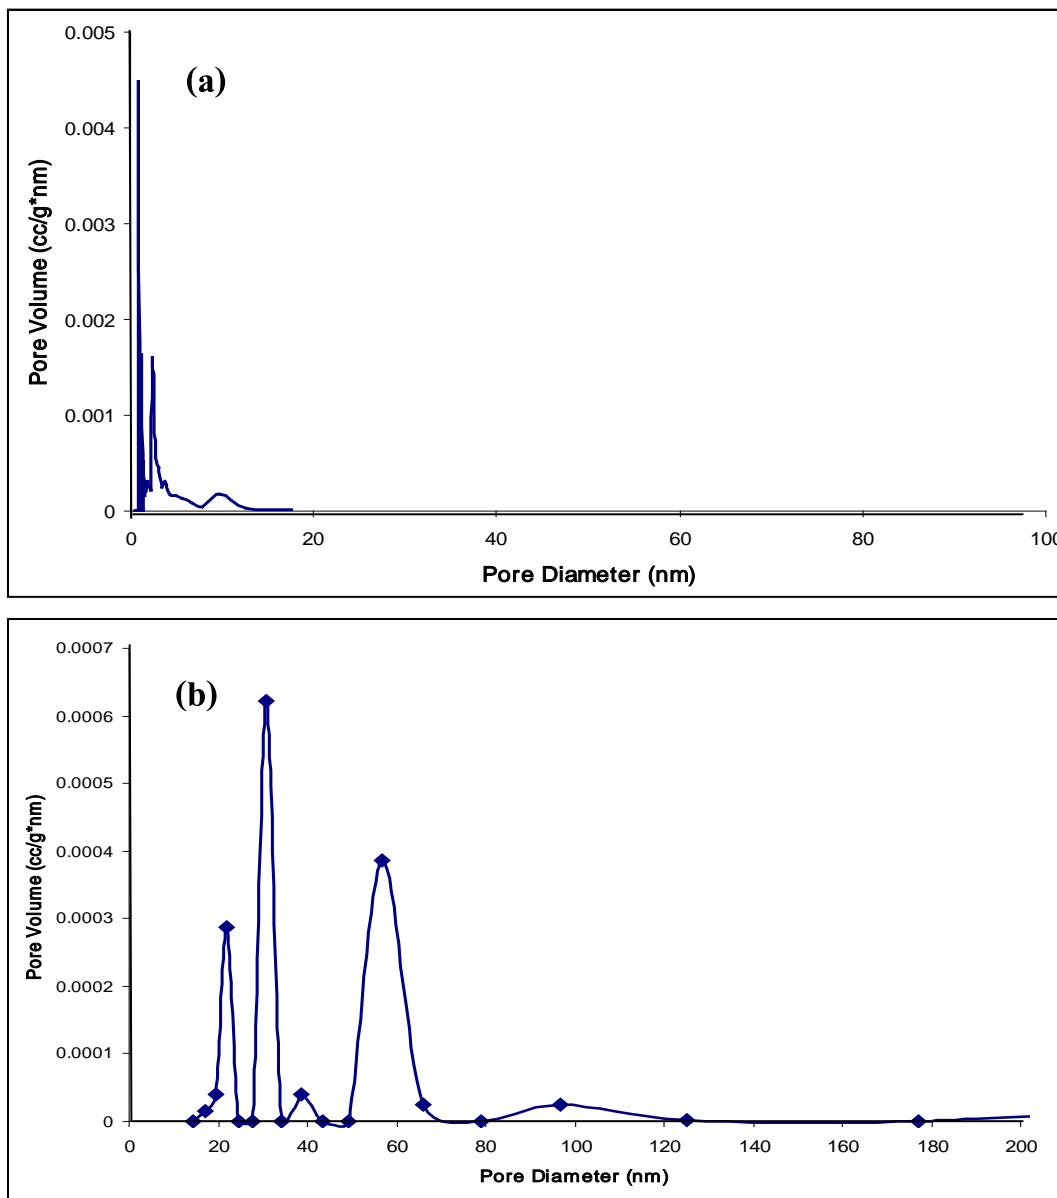 0.005
(a)
0.004
0.003
0.002
0.001
0
Pore Volume (cc/g*nm)
0 20 40 60 80 100
Pore Diameter (nm)
0.0007
(b)
0.0006
0.0005
0.0004
0.0003
0.0002
0.0001
0
Pore Volume (cc/g*nm)
0 20 40 60 80 100 120 140 160 180 200
Pore Diameter (nm)